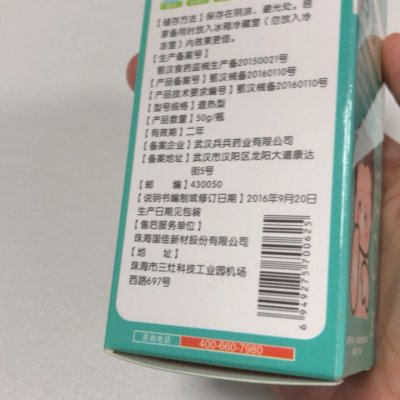 【储存方法】保存在阴凉、避光处。居
家备用时放入冰箱冷藏室（勿放入冷
冻室）内效果更佳。
【生产备案号】
鄂汉食药监械生产备20150021号
【产品备案号】鄂汉械备20160110号
【产品技术要求编号】鄂汉械备20160110号
【型号规格】退热型
【产品数量】50g/瓶
【有效期】二年
【备案企业】武汉兵兵药业有限公司
【备案地址】武汉市汉阳区龙阳大道康达
街5号
【邮 编】430050
【说明书编制或修订日期】2016年9月20日
生产日期见包装
【售后服务单位】
珠海国佳新材股份有限公司
【地 址】
珠海市三灶科技工业园机场
西路697号
6949275700625
咨询电话 400-660-7980